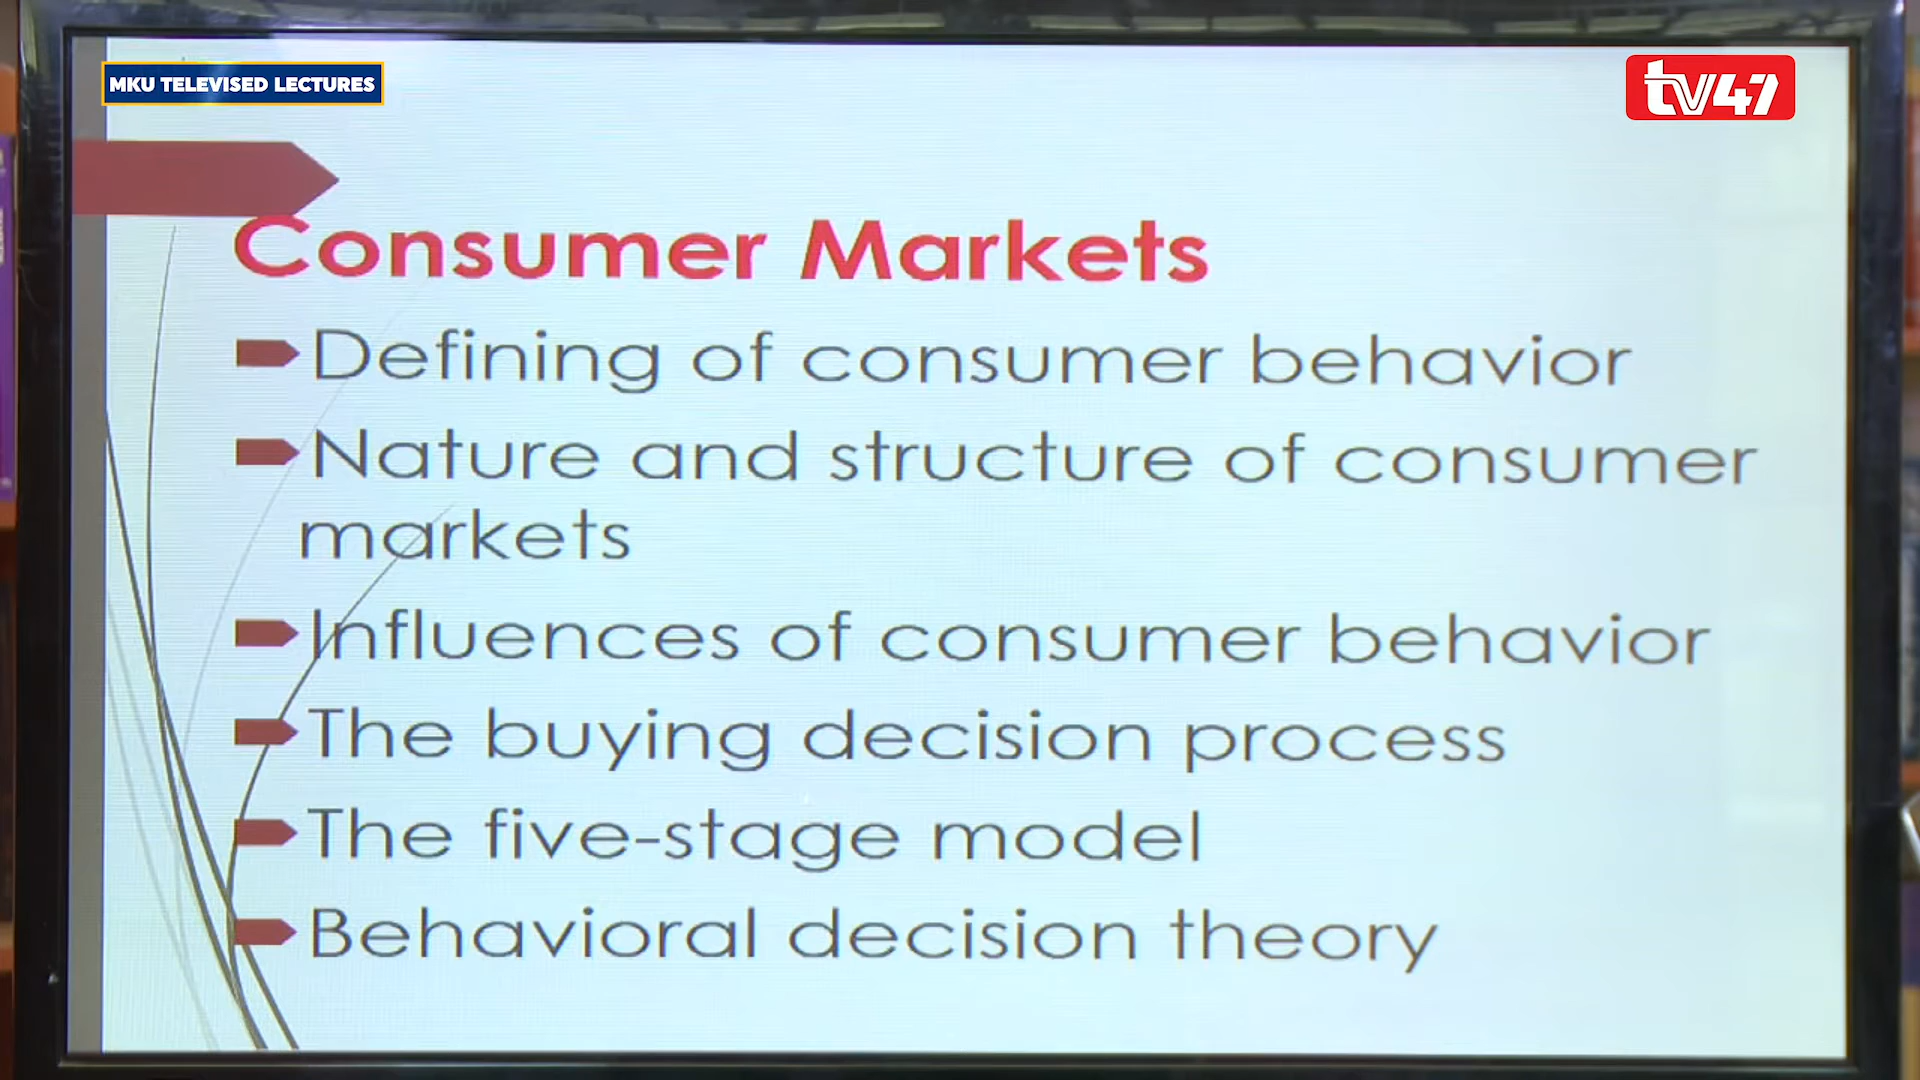 MKU TELEVISED LECTURES
tv47
Consumer Markets
Defining of consumer behavior
Nature and structure of consumer
markets
Influences of consumer behavior
The buying decision process
The five-stage model
Behavioral decision theory